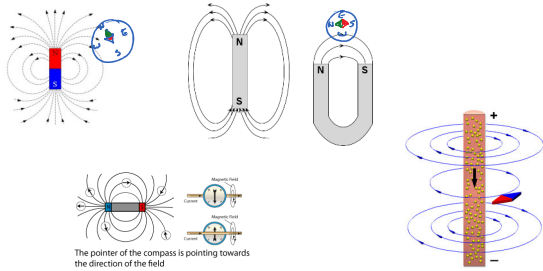 S
N
E
S
N
S
E
N S
W
N S
+
−
Magnetic Field
Current
Magnetic Field
Current
The pointer of the compass is pointing towards
the direction of the field